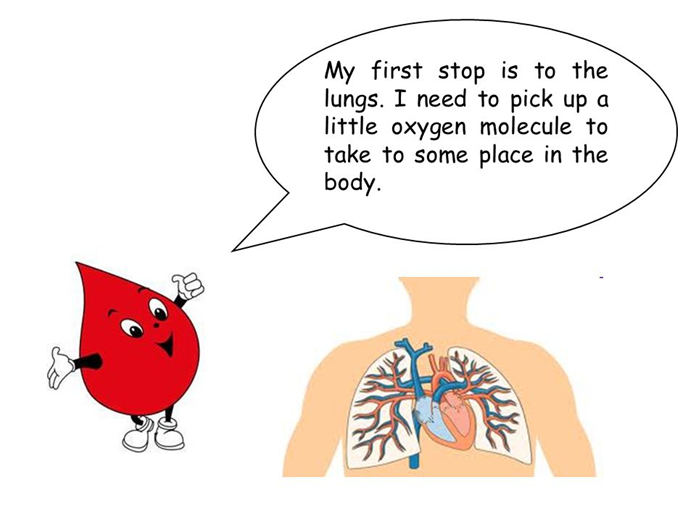 My first stop is to the
lungs. I need to pick up a
little oxygen molecule to
take to some place in the
body.